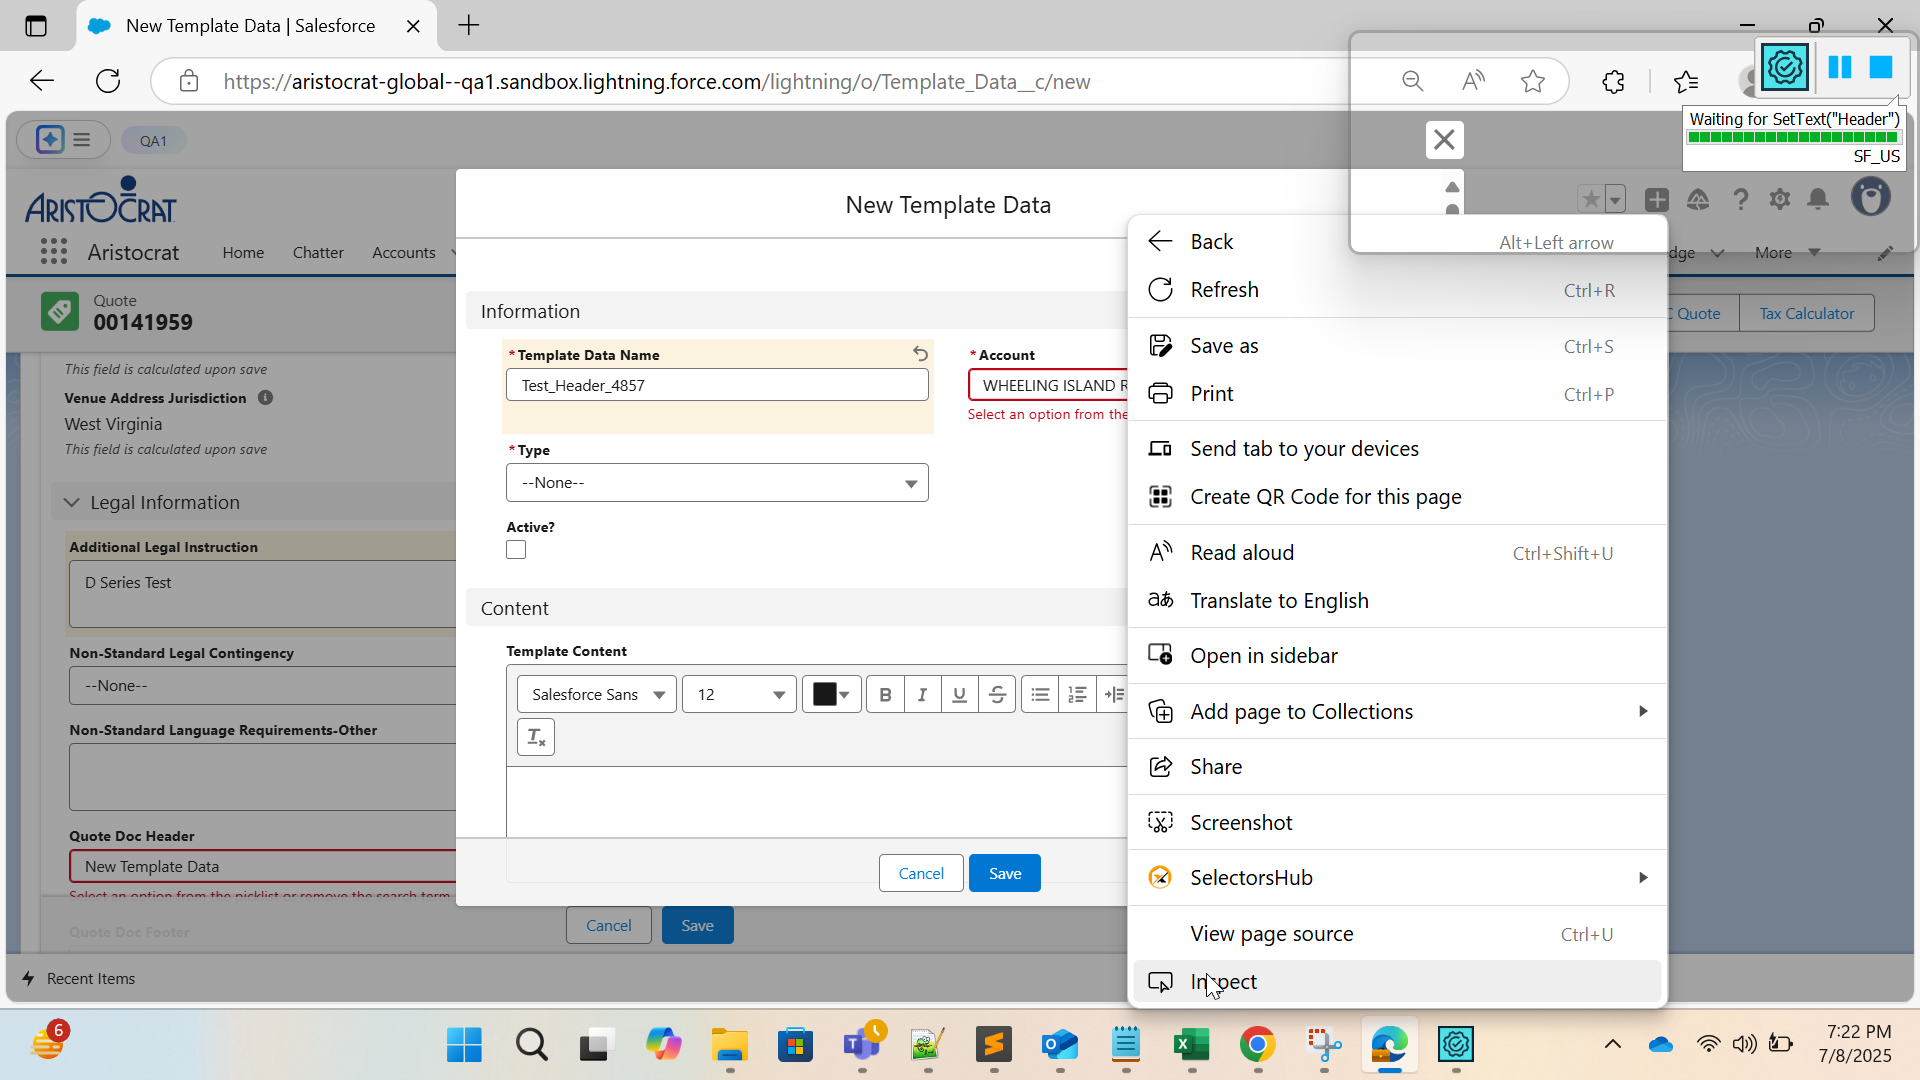 New Template Data | Salesforce
https://aristocrat-global--qa1.sandbox.lightning.force.com/lightning/o/Template_Data__c/new
Waiting for SetText("Header")
SF_US
QA1
ARISTOCRAT
Aristocrat
Home
Chatter
Accounts
dge
More
Quote
00141959
C Quote
Tax Calculator
This field is calculated upon save
Venue Address Jurisdiction
West Virginia
This field is calculated upon save
Legal Information
Additional Legal Instruction
D Series Test
Non-Standard Legal Contingency
--None--
Non-Standard Language Requirements-Other
Quote Doc Header
New Template Data
Select an option from the picklist or remove the search term
Quote Doc Footer
Cancel
Save
Recent Items
New Template Data
Information
*Template Data Name
Test_Header_4857
*Account
WHEELING ISLAND R
Select an option from the
*Type
--None--
Active?
Content
Template Content
Salesforce Sans
12
B
I
U
S
Cancel
Save
Back
Alt+Left arrow
Refresh
Ctrl+R
Save as
Ctrl+S
Print
Ctrl+P
Send tab to your devices
Create QR Code for this page
Read aloud
Ctrl+Shift+U
Translate to English
Open in sidebar
Add page to Collections
Share
Screenshot
SelectorsHub
View page source
Ctrl+U
Inspect
6
7:22 PM
7/8/2025